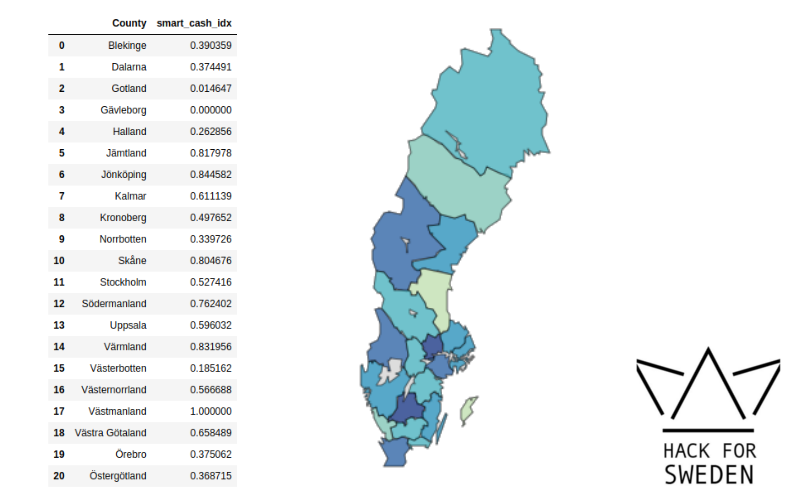 County smart_cash_idx
0 Blekinge 0.390359
1 Dalarna 0.374491
2 Gotland 0.014647
3 Gävleborg 0.000000
4 Halland 0.262856
5 Jämtland 0.817978
6 Jönköping 0.844582
7 Kalmar 0.611139
8 Kronoberg 0.497652
9 Norrbotten 0.339726
10 Skåne 0.804676
11 Stockholm 0.527416
12 Södermanland 0.762402
13 Uppsala 0.596032
14 Värmland 0.831956
15 Västerbotten 0.185162
16 Västernorrland 0.566688
17 Västmanland 1.000000
18 Västra Götaland 0.658489
19 Örebro 0.375062
20 Östergötland 0.368715
HACK FOR
SWEDEN